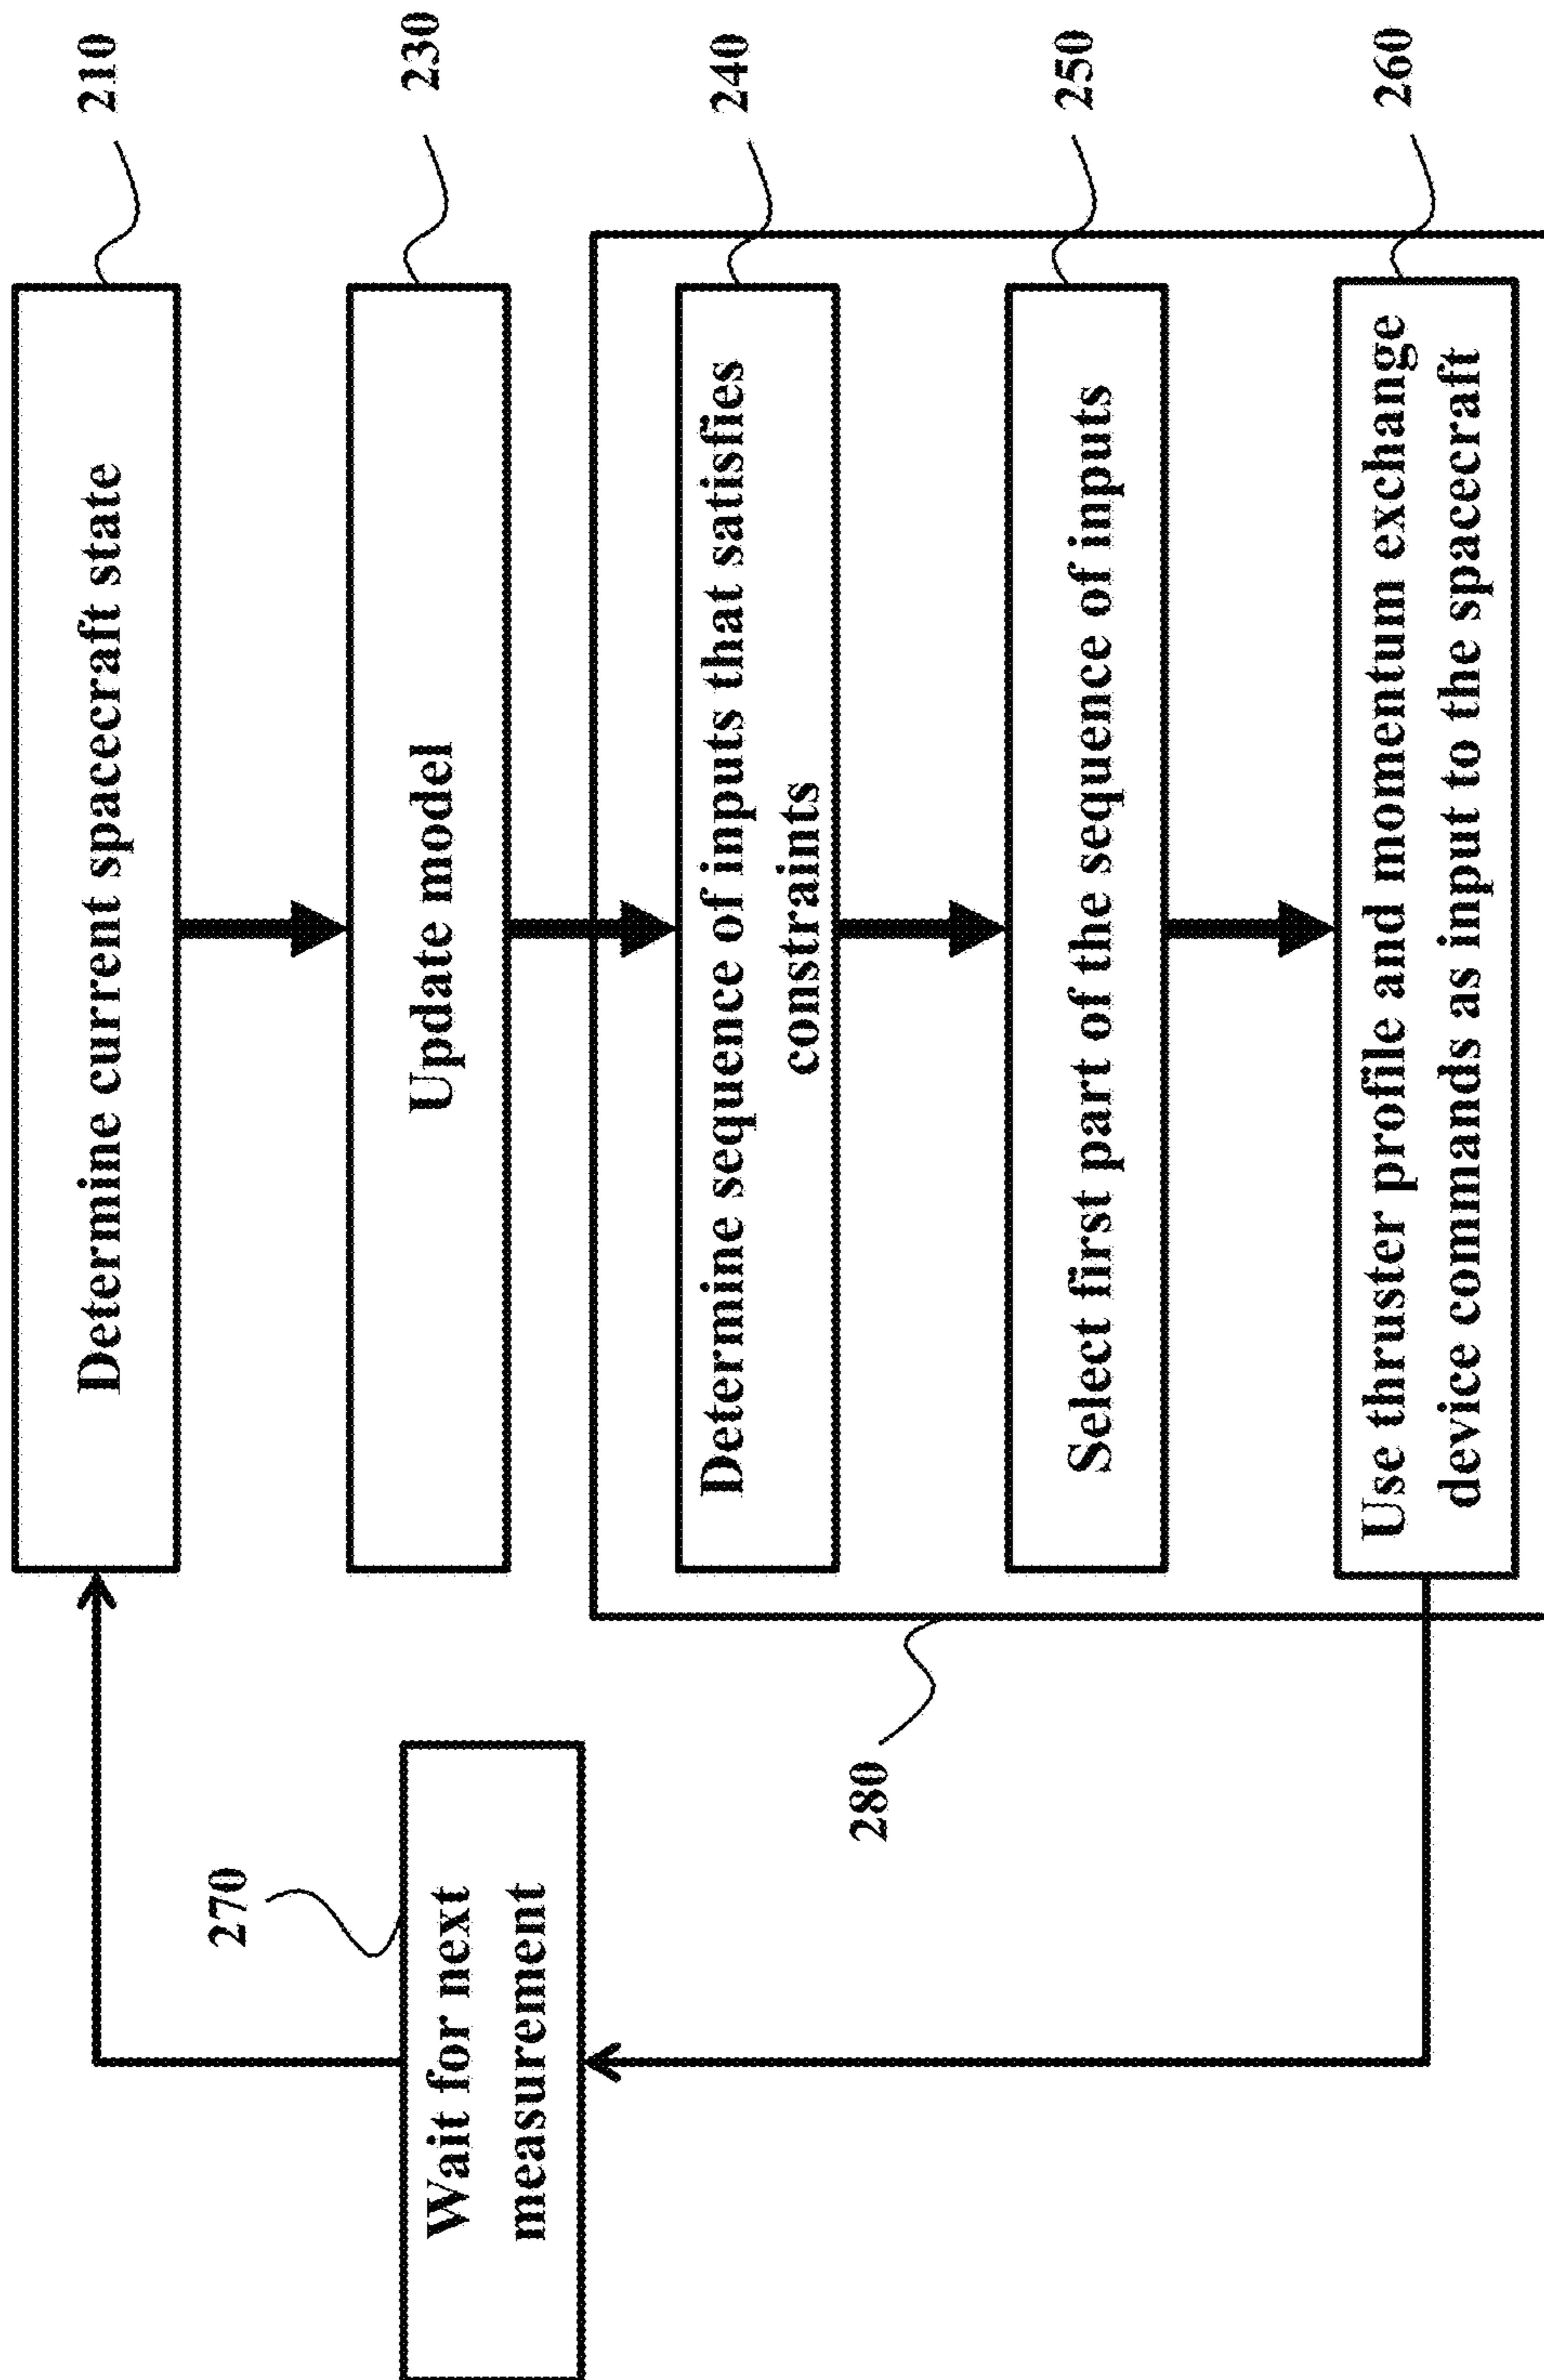 Determine current spacecraft state
210
Update model
230
Determine sequence of inputs that satisfies
constraints
240
Select first part of the sequence of inputs
250
Use thruster profile and momentum exchange
device commands as input to the spacecraft
260
Wait for next
measurement
270
280